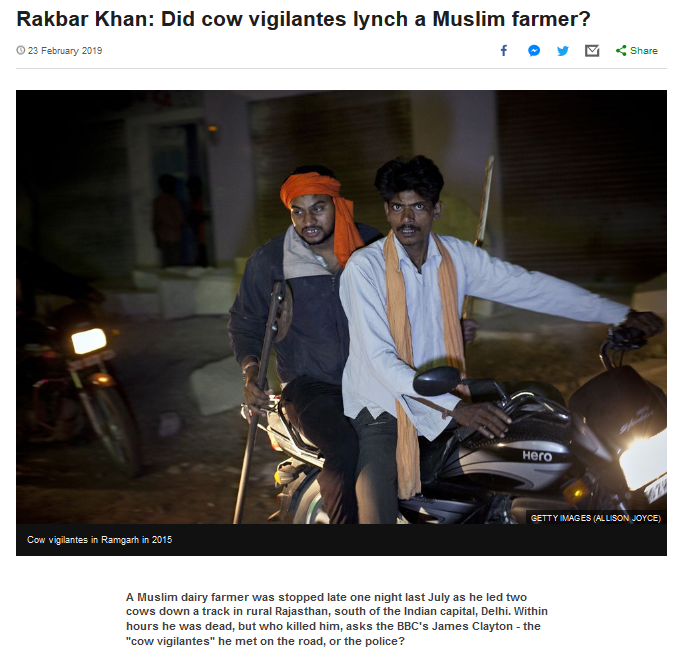 Rakbar Khan: Did cow vigilantes lynch a Muslim farmer?
23 February 2019
Share
Hero
GETTY IMAGES (ALLISON JOYCE)
Cow vigilantes in Ramgarh in 2015
A Muslim dairy farmer was stopped late one night last July as he led two
cows down a track in rural Rajasthan, south of the Indian capital, Delhi. Within
hours he was dead, but who killed him, asks the BBC's James Clayton - the
"cow vigilantes" he met on the road, or the police?